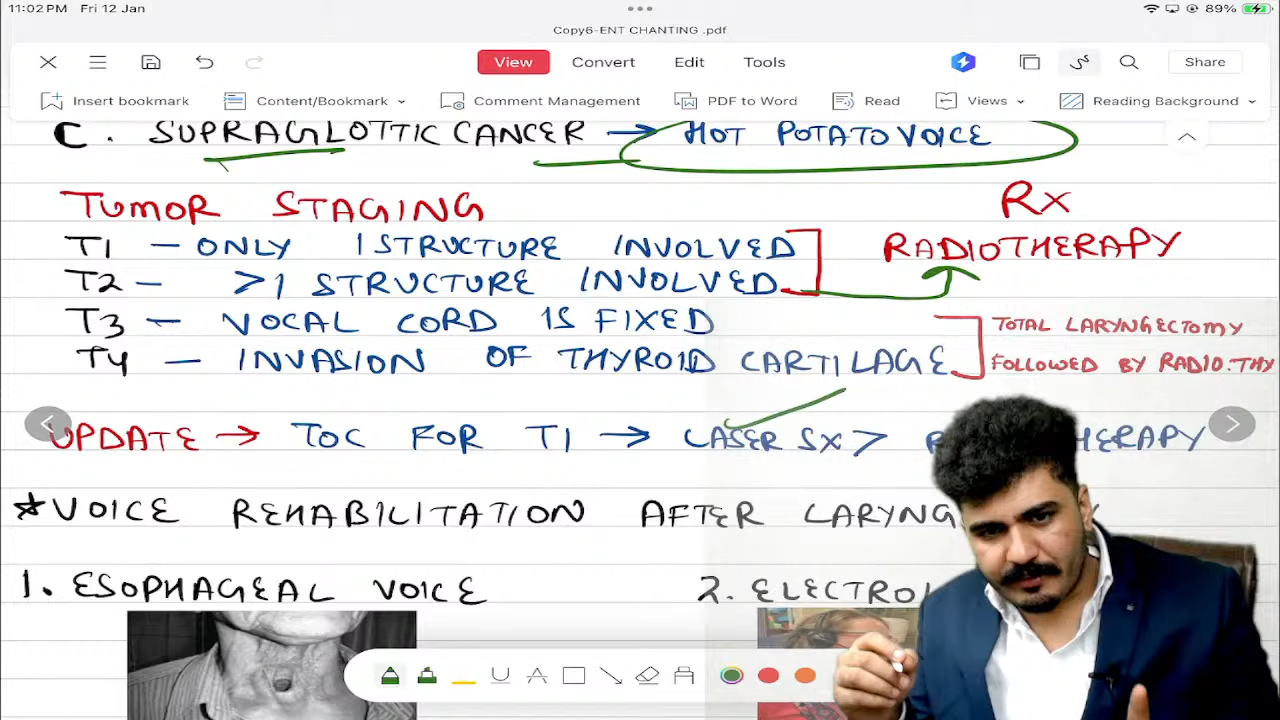 11:02 PM Fri 12 Jan 89%
Copy6-ENT CHANTING .pdf
View Convert Edit Tools Share
Insert bookmark Content/Bookmark Comment Management PDF to Word Read Views Reading Background
C. SUPRAGLOTTIC CANCER → HOT POTATO VOICE
TUMOR STAGING Rx
T1 — ONLY 1 STRUCTURE INVOLVED RADIOTHERAPY
T2 — >1 STRUCTURE INVOLVED
T3 — VOCAL CORD IS FIXED TOTAL LARYNGECTOMY
T4 — INVASION OF THYROID CARTILAGE FOLLOWED BY RADIO.THY
UPDATE → TOC FOR T1 → LASER SX >
*VOICE REHABILITATION AFTER
1. ESOPHAGEAL VOICE 2.